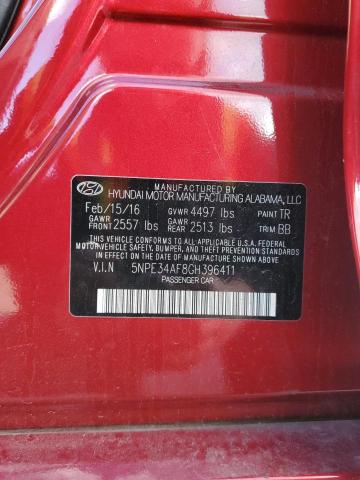 MANUFACTURED BY
HYUNDAI MOTOR MANUFACTURING ALABAMA, LLC
Feb/15/16 GVWR 4497 lbs PAINT TR
GAWR FRONT 2557 lbs GAWR REAR 2513 lbs TRIM BB
THIS VEHICLE CONFORMS TO ALL APPLICABLE U.S.A. FEDERAL
MOTOR VEHICLE SAFETY, BUMPER, AND THEFT PREVENTION STANDARDS
IN EFFECT ON THE DATE OF MANUFACTURE SHOWN ABOVE.
V.I.N 5NPE34AF8GH396411
PASSENGER CAR